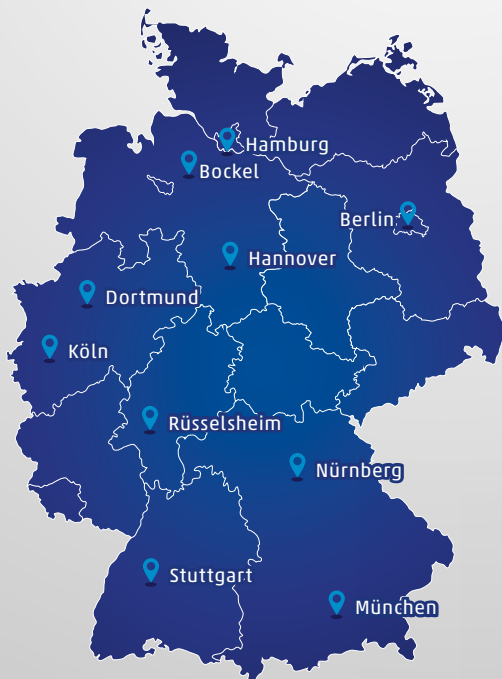 Hamburg
Bockel
Berlin
Hannover
Dortmund
Köln
Rüsselsheim
Nürnberg
Stuttgart
München